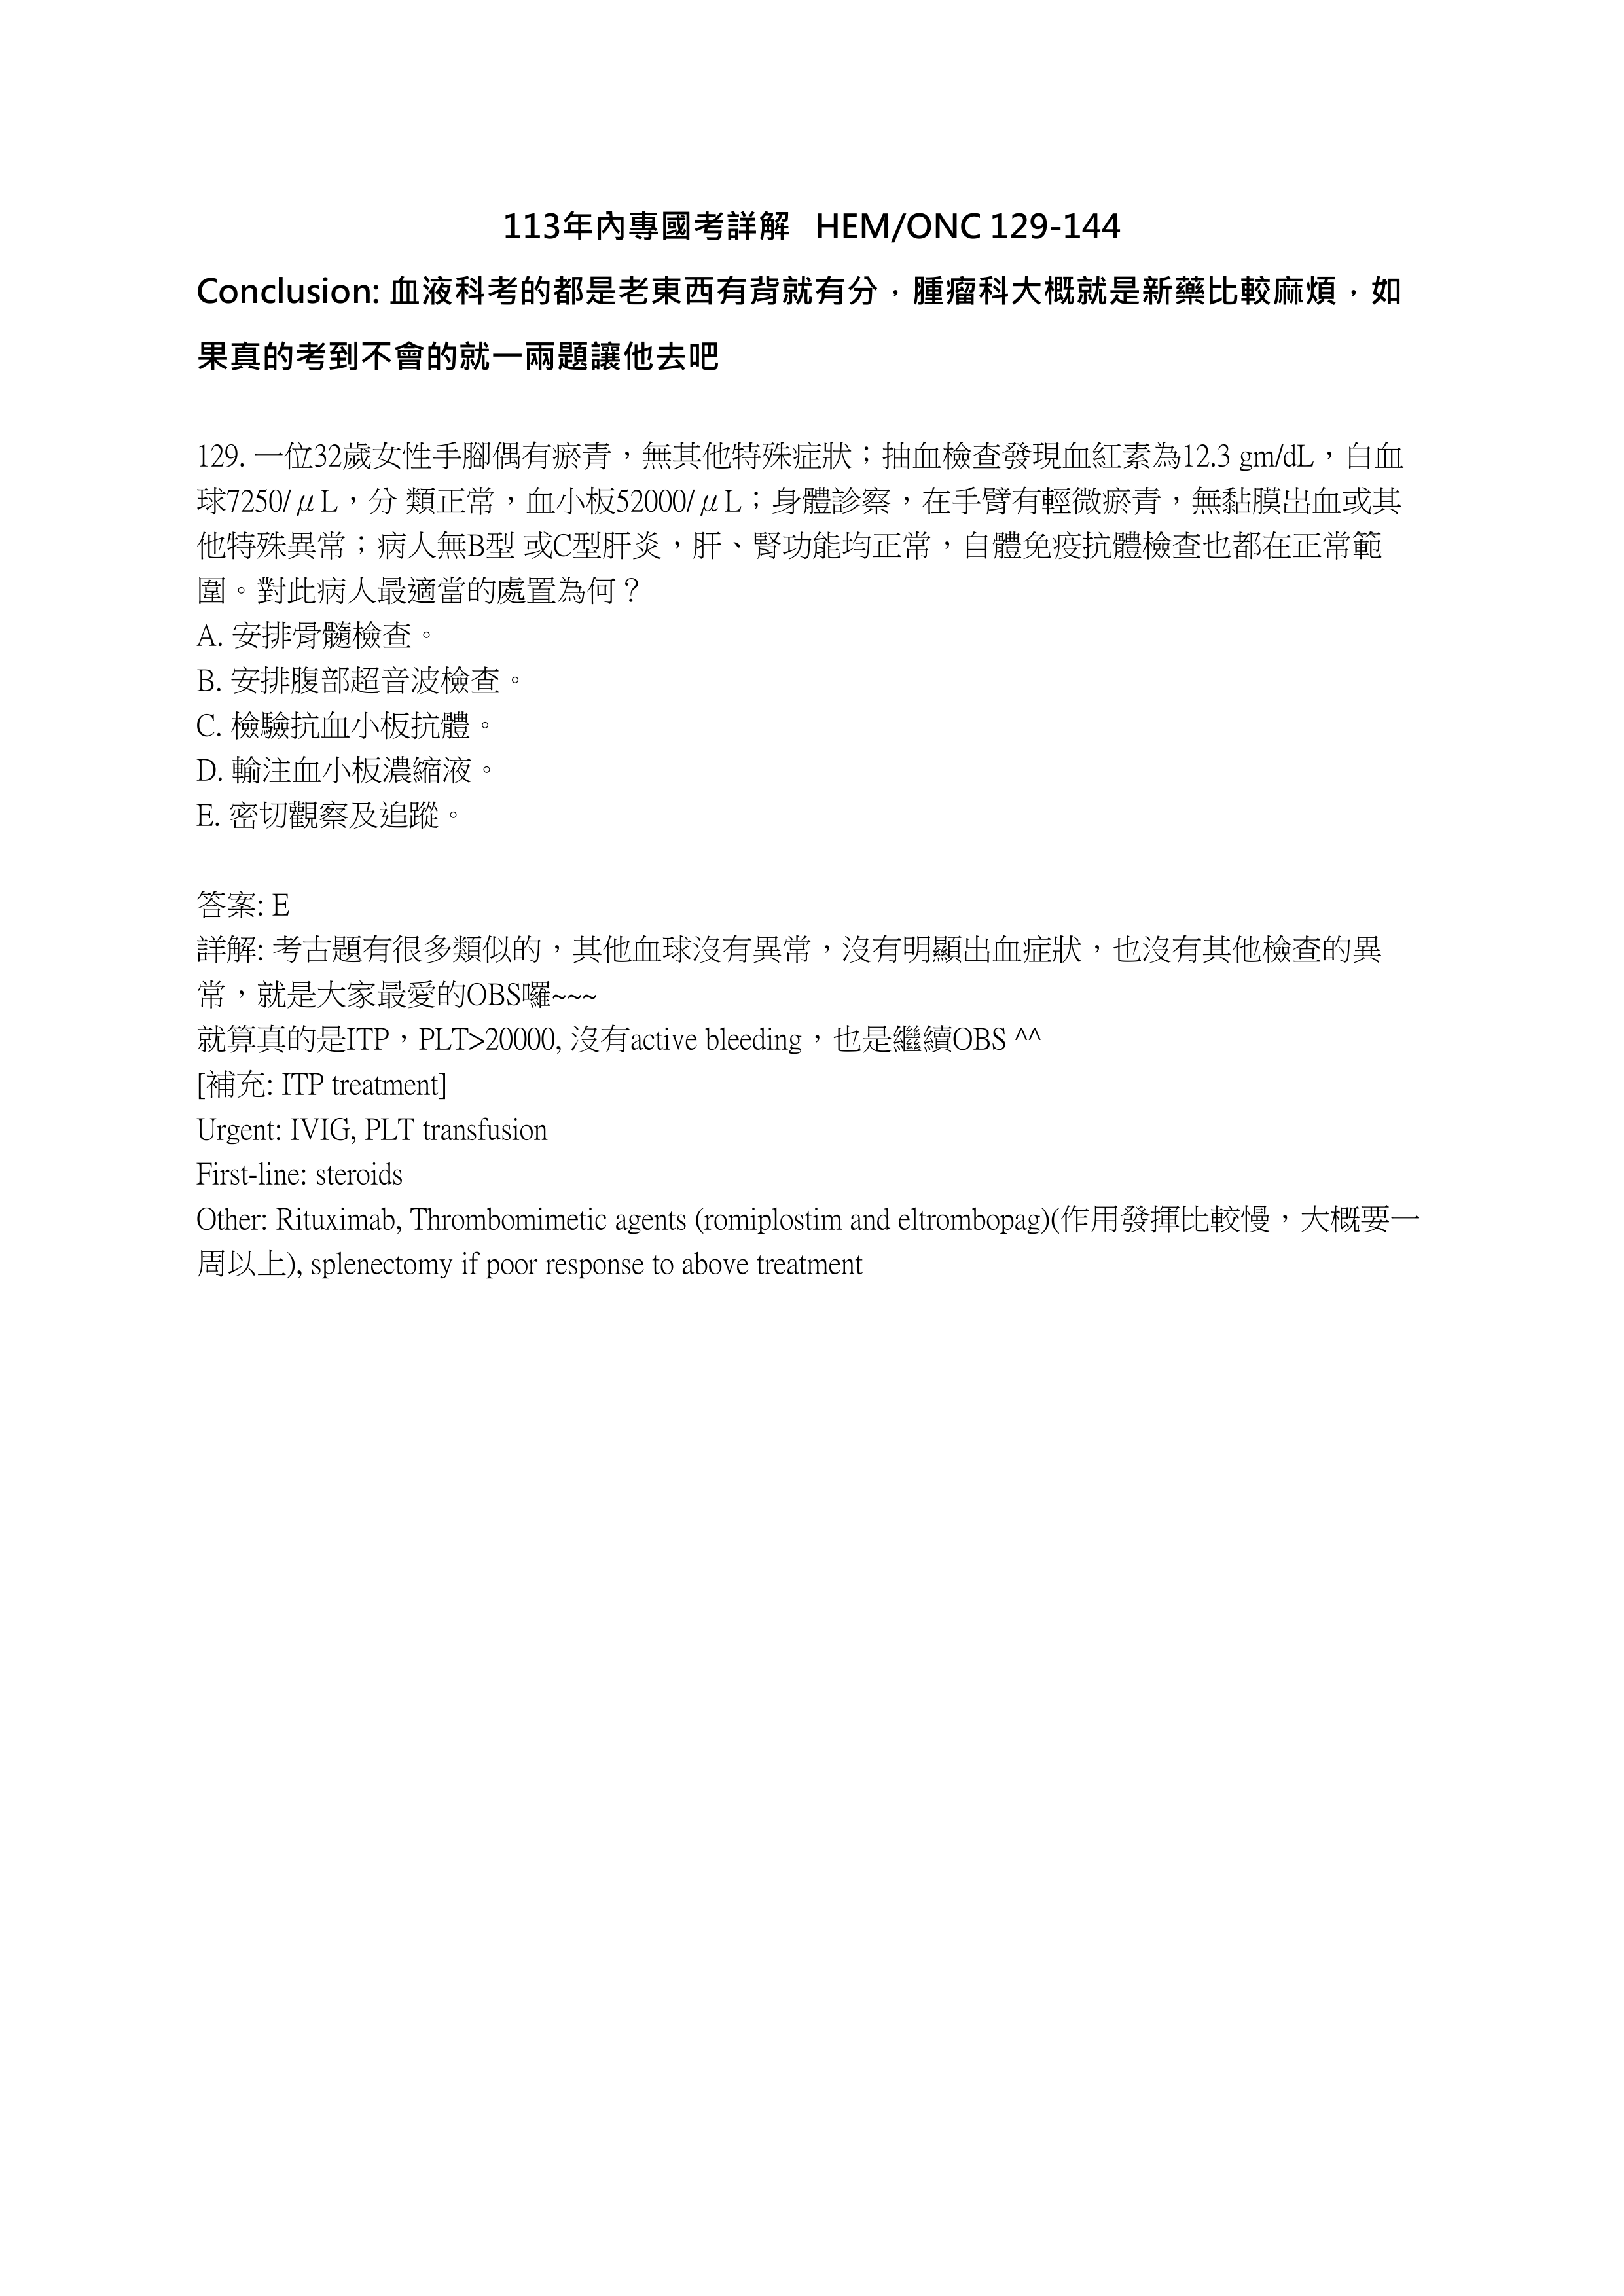 113年內專國考詳解 HEM/ONC 129-144
Conclusion: 血液科考的都是老東西有背就有分，腫瘤科大概就是新藥比較麻煩，如
果真的考到不會的就一兩題讓他去吧
129. 一位32歲女性手腳偶有瘀青，無其他特殊症狀；抽血檢查發現血紅素為12.3 gm/dL，白血
球7250/μL，分 類正常，血小板52000/μL；身體診察，在手臂有輕微瘀青，無黏膜出血或其
他特殊異常；病人無B型 或C型肝炎，肝、腎功能均正常，自體免疫抗體檢查也都在正常範
圍。對此病人最適當的處置為何？
A. 安排骨髓檢查。
B. 安排腹部超音波檢查。
C. 檢驗抗血小板抗體。
D. 輸注血小板濃縮液。
E. 密切觀察及追蹤。
答案: E
詳解: 考古題有很多類似的，其他血球沒有異常，沒有明顯出血症狀，也沒有其他檢查的異
常，就是大家最愛的OBS囉~~~
就算真的是ITP，PLT>20000, 沒有active bleeding，也是繼續OBS ^^
[補充: ITP treatment]
Urgent: IVIG, PLT transfusion
First-line: steroids
Other: Rituximab, Thrombomimetic agents (romiplostim and eltrombopag)(作用發揮比較慢，大概要一
周以上), splenectomy if poor response to above treatment